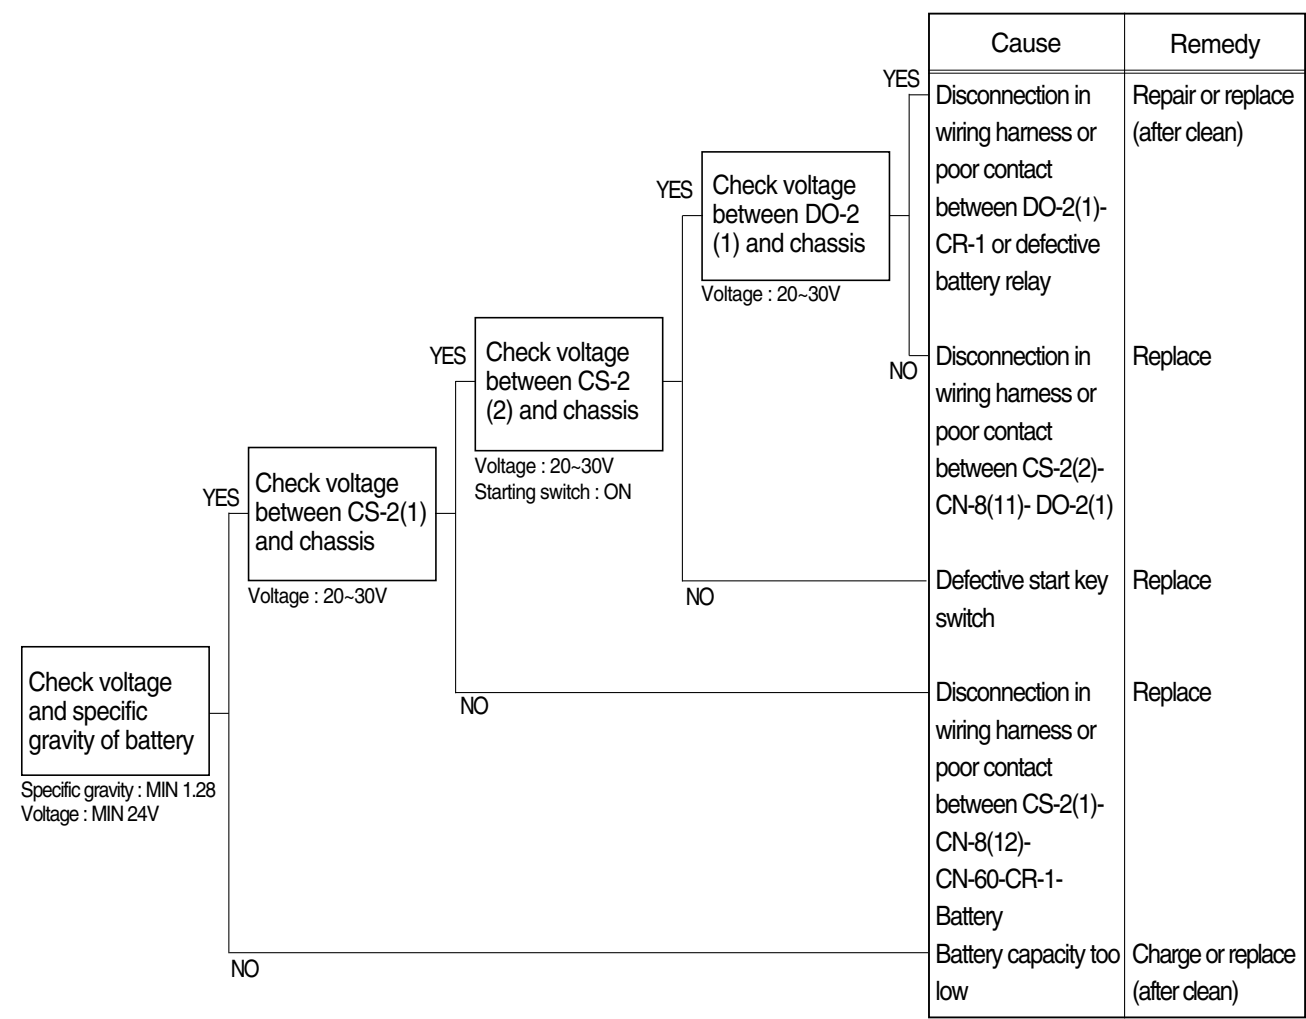 Cause
Remedy
YES
Disconnection in
wiring harness or
poor contact
between DO-2(1)-
CR-1 or defective
battery relay
Repair or replace
(after clean)
YES
Check voltage
between DO-2
(1) and chassis
Voltage : 20~30V
NO
Disconnection in
wiring harness or
poor contact
between CS-2(2)-
CN-8(11)- DO-2(1)
Replace
YES
Check voltage
between CS-2
(2) and chassis
Voltage : 20~30V
Starting switch : ON
NO
Defective start key
switch
Replace
YES
Check voltage
between CS-2(1)
and chassis
Voltage : 20~30V
NO
Disconnection in
wiring harness or
poor contact
between CS-2(1)-
CN-8(12)-
CN-60-CR-1-
Battery
Replace
Check voltage
and specific
gravity of battery
Specific gravity : MIN 1.28
Voltage : MIN 24V
NO
Battery capacity too
low
Charge or replace
(after clean)